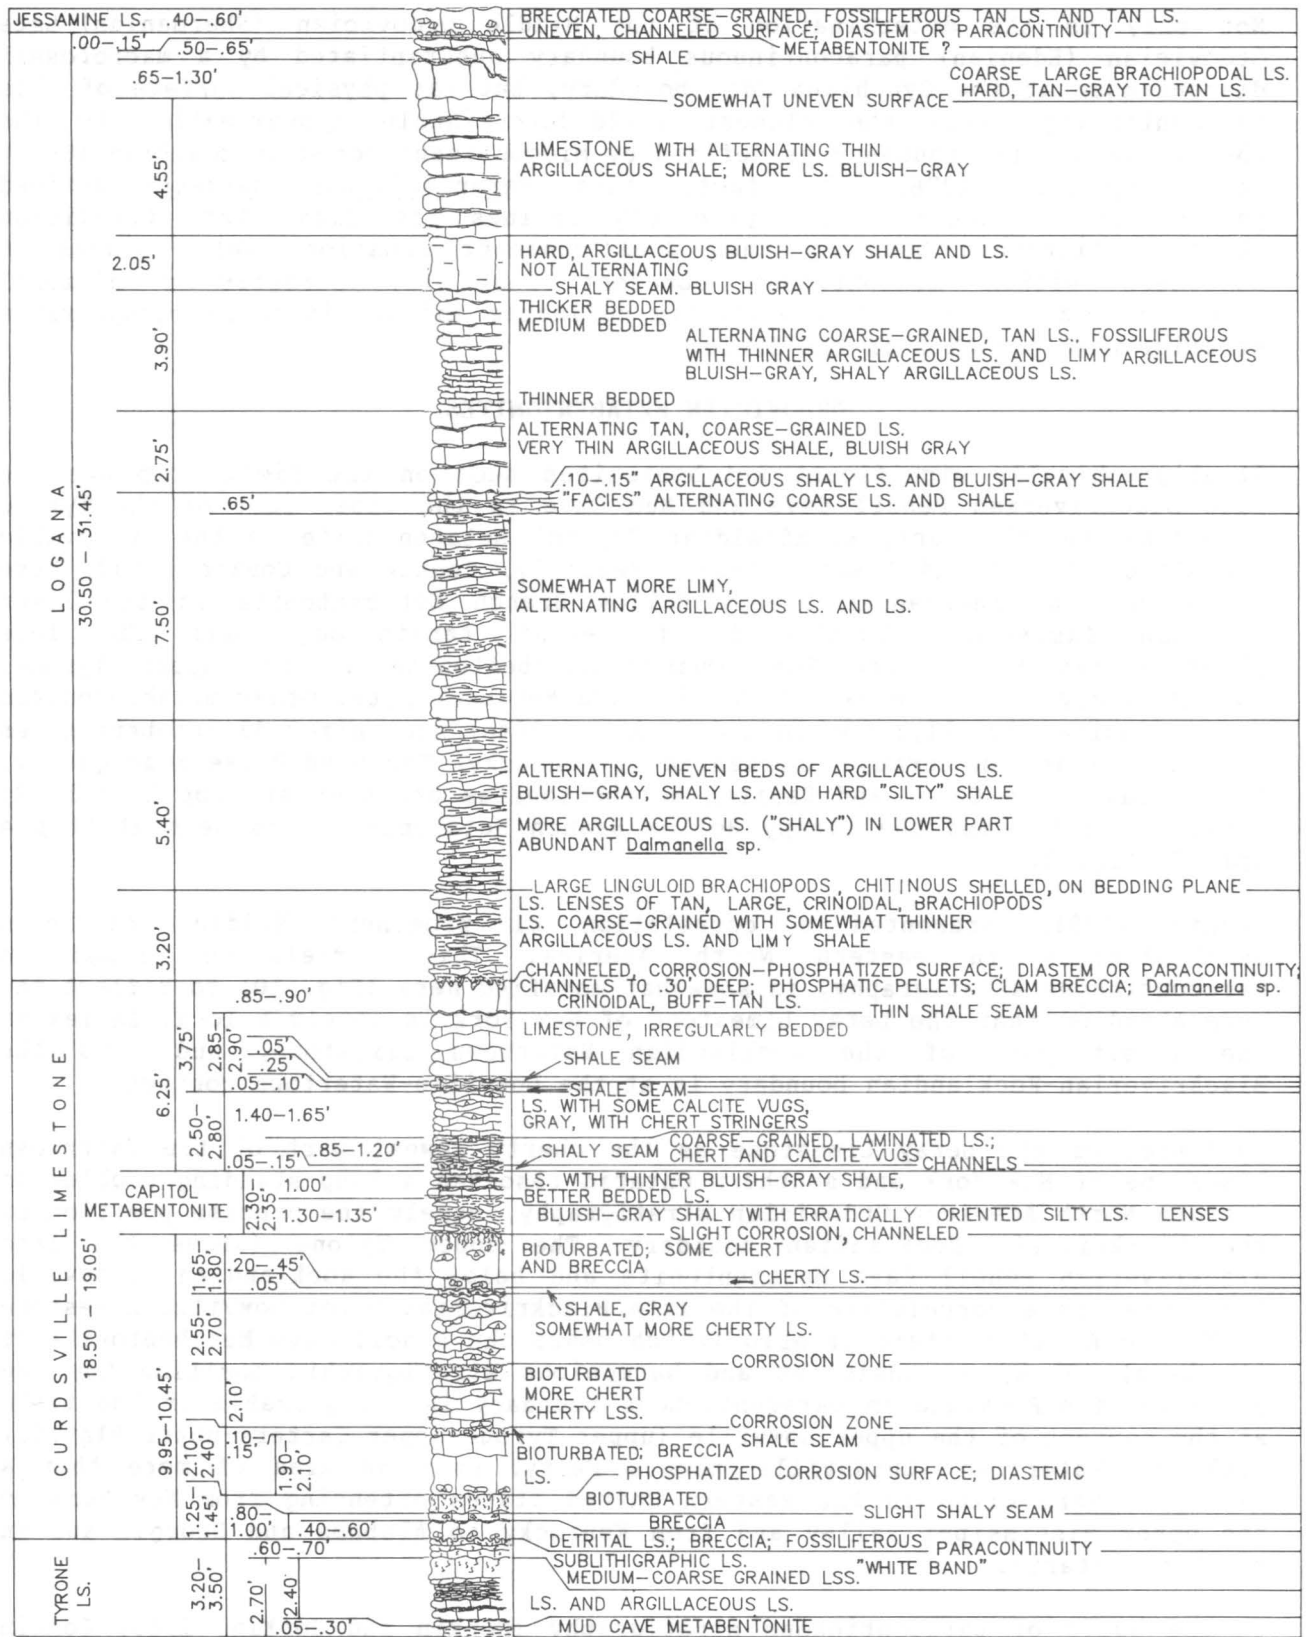 JESSAMINE LS. .40–.60'
BRECCIATED COARSE–GRAINED, FOSSILIFEROUS TAN LS. AND TAN LS.
UNEVEN, CHANNELED SURFACE; DIASTEM OR PARACONTINUITY
.00–.15' .50–.65'
METABENTONITE ?
SHALE
.65–1.30'
COARSE LARGE BRACHIOPODAL LS.
HARD, TAN–GRAY TO TAN LS.
SOMEWHAT UNEVEN SURFACE
LOGANA
30.50 – 31.45'
4.55'
LIMESTONE WITH ALTERNATING THIN
ARGILLACEOUS SHALE; MORE LS. BLUISH–GRAY
2.05'
HARD, ARGILLACEOUS BLUISH–GRAY SHALE AND LS.
NOT ALTERNATING
SHALY SEAM. BLUISH GRAY
3.90'
THICKER BEDDED
MEDIUM BEDDED
ALTERNATING COARSE–GRAINED, TAN LS., FOSSILIFEROUS
WITH THINNER ARGILLACEOUS LS. AND LIMY ARGILLACEOUS
BLUISH–GRAY, SHALY ARGILLACEOUS LS.
THINNER BEDDED
2.75'
ALTERNATING TAN, COARSE–GRAINED LS.
VERY THIN ARGILLACEOUS SHALE, BLUISH GRAY
.65'
.10–.15" ARGILLACEOUS SHALY LS. AND BLUISH–GRAY SHALE
"FACIES" ALTERNATING COARSE LS. AND SHALE
7.50'
SOMEWHAT MORE LIMY,
ALTERNATING ARGILLACEOUS LS. AND LS.
5.40'
ALTERNATING, UNEVEN BEDS OF ARGILLACEOUS LS.
BLUISH–GRAY, SHALY LS. AND HARD "SILTY" SHALE
MORE ARGILLACEOUS LS. ("SHALY") IN LOWER PART
ABUNDANT Dalmanella sp.
3.20'
LARGE LINGULOID BRACHIOPODS, CHITINOUS SHELLED, ON BEDDING PLANE
LS. LENSES OF TAN, LARGE, CRINOIDAL, BRACHIOPODS
LS. COARSE–GRAINED WITH SOMEWHAT THINNER
ARGILLACEOUS LS. AND LIMY SHALE
CHANNELED, CORROSION–PHOSPHATIZED SURFACE; DIASTEM OR PARACONTINUITY;
CHANNELS TO .30' DEEP; PHOSPHATIC PELLETS; CLAM BRECCIA; Dalmanella sp.
CURDSVILLE LIMESTONE
18.50 – 19.05'
6.25'
3.75'
.85–.90'
CRINOIDAL, BUFF–TAN LS.
THIN SHALE SEAM
2.85–
2.90'
LIMESTONE, IRREGULARLY BEDDED
.05'
.25'
SHALE SEAM
.05–.10'
SHALE SEAM
2.50–
2.80'
1.40–1.65'
LS. WITH SOME CALCITE VUGS,
GRAY, WITH CHERT STRINGERS
.85–1.20'
COARSE–GRAINED, LAMINATED LS.;
CHERT AND CALCITE VUGS
.05–.15'
SHALY SEAM
CHANNELS
CAPITOL
METABENTONITE
2.30–
2.35'
1.00'
LS. WITH THINNER BLUISH–GRAY SHALE,
BETTER BEDDED LS.
1.30–1.35'
BLUISH–GRAY SHALY WITH ERRATICALLY ORIENTED SILTY LS. LENSES
SLIGHT CORROSION, CHANNELED
9.95–10.45'
1.65–
1.80'
BIOTURBATED; SOME CHERT
AND BRECCIA
.20–.45'
CHERTY LS.
.05'
SHALE, GRAY
2.55–
2.70'
SOMEWHAT MORE CHERTY LS.
CORROSION ZONE
2.10'
BIOTURBATED
MORE CHERT
CHERTY LSS.
CORROSION ZONE
SHALE SEAM
.10–
.15'
BIOTURBATED; BRECCIA
2.10–
2.40'
1.90–
2.10'
LS.
PHOSPHATIZED CORROSION SURFACE; DIASTEMIC
1.25–
1.45'
BIOTURBATED
.80–
1.00'
SLIGHT SHALY SEAM
BRECCIA
.40–.60'
DETRITAL LS.; BRECCIA; FOSSILIFEROUS
PARACONTINUITY
TYRONE
LS.
3.20–
3.50'
.60–.70'
SUBLITHOGRAPHIC LS.
"WHITE BAND"
MEDIUM–COARSE GRAINED LSS.
2.70'
2.40
LS. AND ARGILLACEOUS LS.
.05–.30'
MUD CAVE METABENTONITE